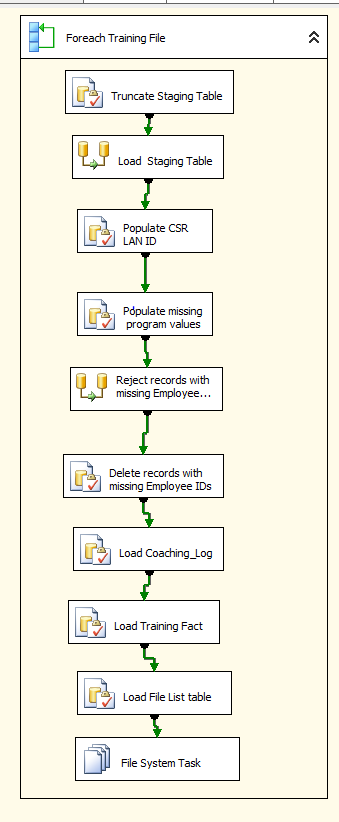 Foreach Training File
Truncate Staging Table
Load Staging Table
Populate CSR
LAN ID
Populate missing
program values
Reject records with
missing Employee...
Delete records with
missing Employee IDs
Load Coaching_Log
Load Training Fact
Load File List table
File System Task